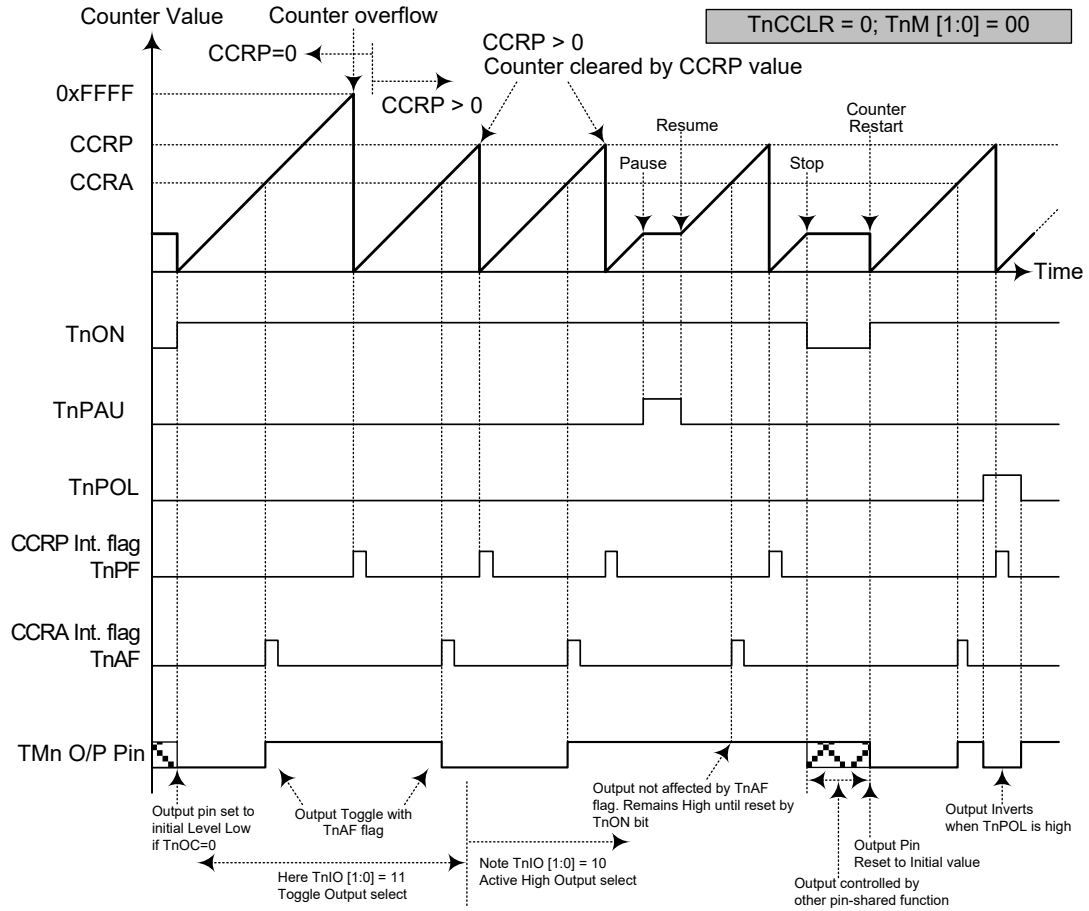 Counter Value
Counter overflow
TnCCLR = 0; TnM [1:0] = 00
CCRP=0
CCRP > 0
CCRP > 0
Counter cleared by CCRP value
0xFFFF
CCRP
CCRA
Pause
Resume
Stop
Counter
Restart
Time
TnON
TnPAU
TnPOL
CCRP Int. flag
TnPF
CCRA Int. flag
TnAF
TMn O/P Pin
Output pin set to
initial Level Low
if TnOC=0
Output Toggle with
TnAF flag
Output not affected by TnAF
flag. Remains High until reset by
TnON bit
Output Inverts
when TnPOL is high
Output Pin
Reset to Initial value
Here TnIO [1:0] = 11
Toggle Output select
Note TnIO [1:0] = 10
Active High Output select
Output controlled by
other pin-shared function